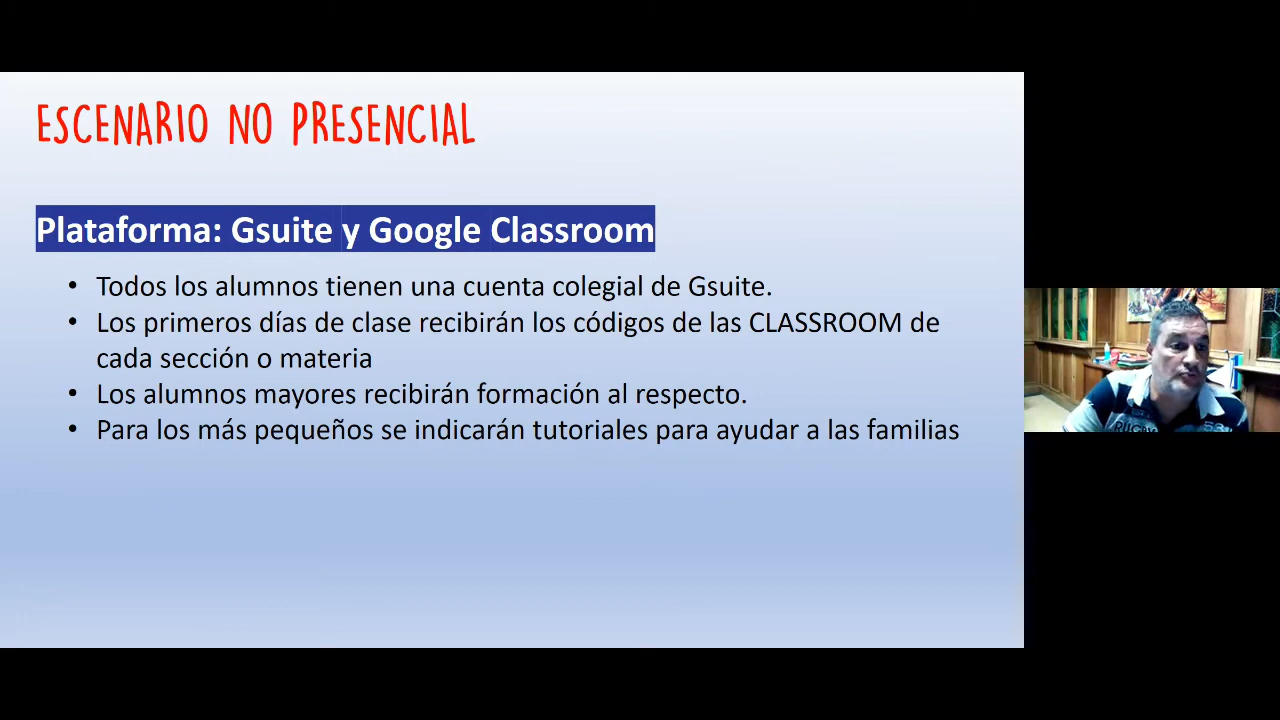 ESCENARIO NO PRESENCIAL
Plataforma: Gsuite y Google Classroom
• Todos los alumnos tienen una cuenta colegial de Gsuite.
• Los primeros días de clase recibirán los códigos de las CLASSROOM de
cada sección o materia
• Los alumnos mayores recibirán formación al respecto.
• Para los más pequeños se indicarán tutoriales para ayudar a las familias
RUGBY